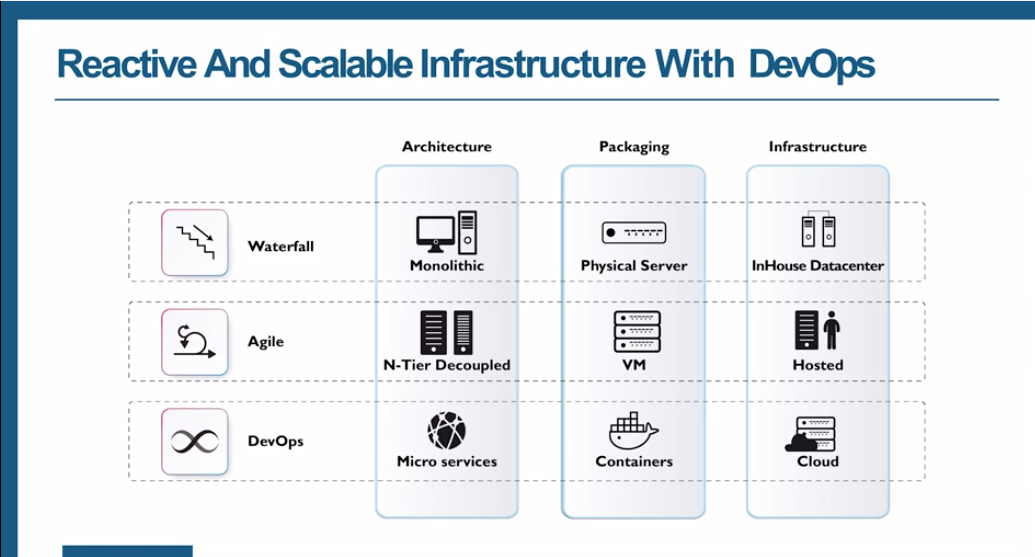 Reactive And Scalable Infrastructure With DevOps
Architecture Packaging Infrastructure
Waterfall
Monolithic Physical Server InHouse Datacenter
Agile
N-Tier Decoupled VM Hosted
DevOps
Micro services Containers Cloud